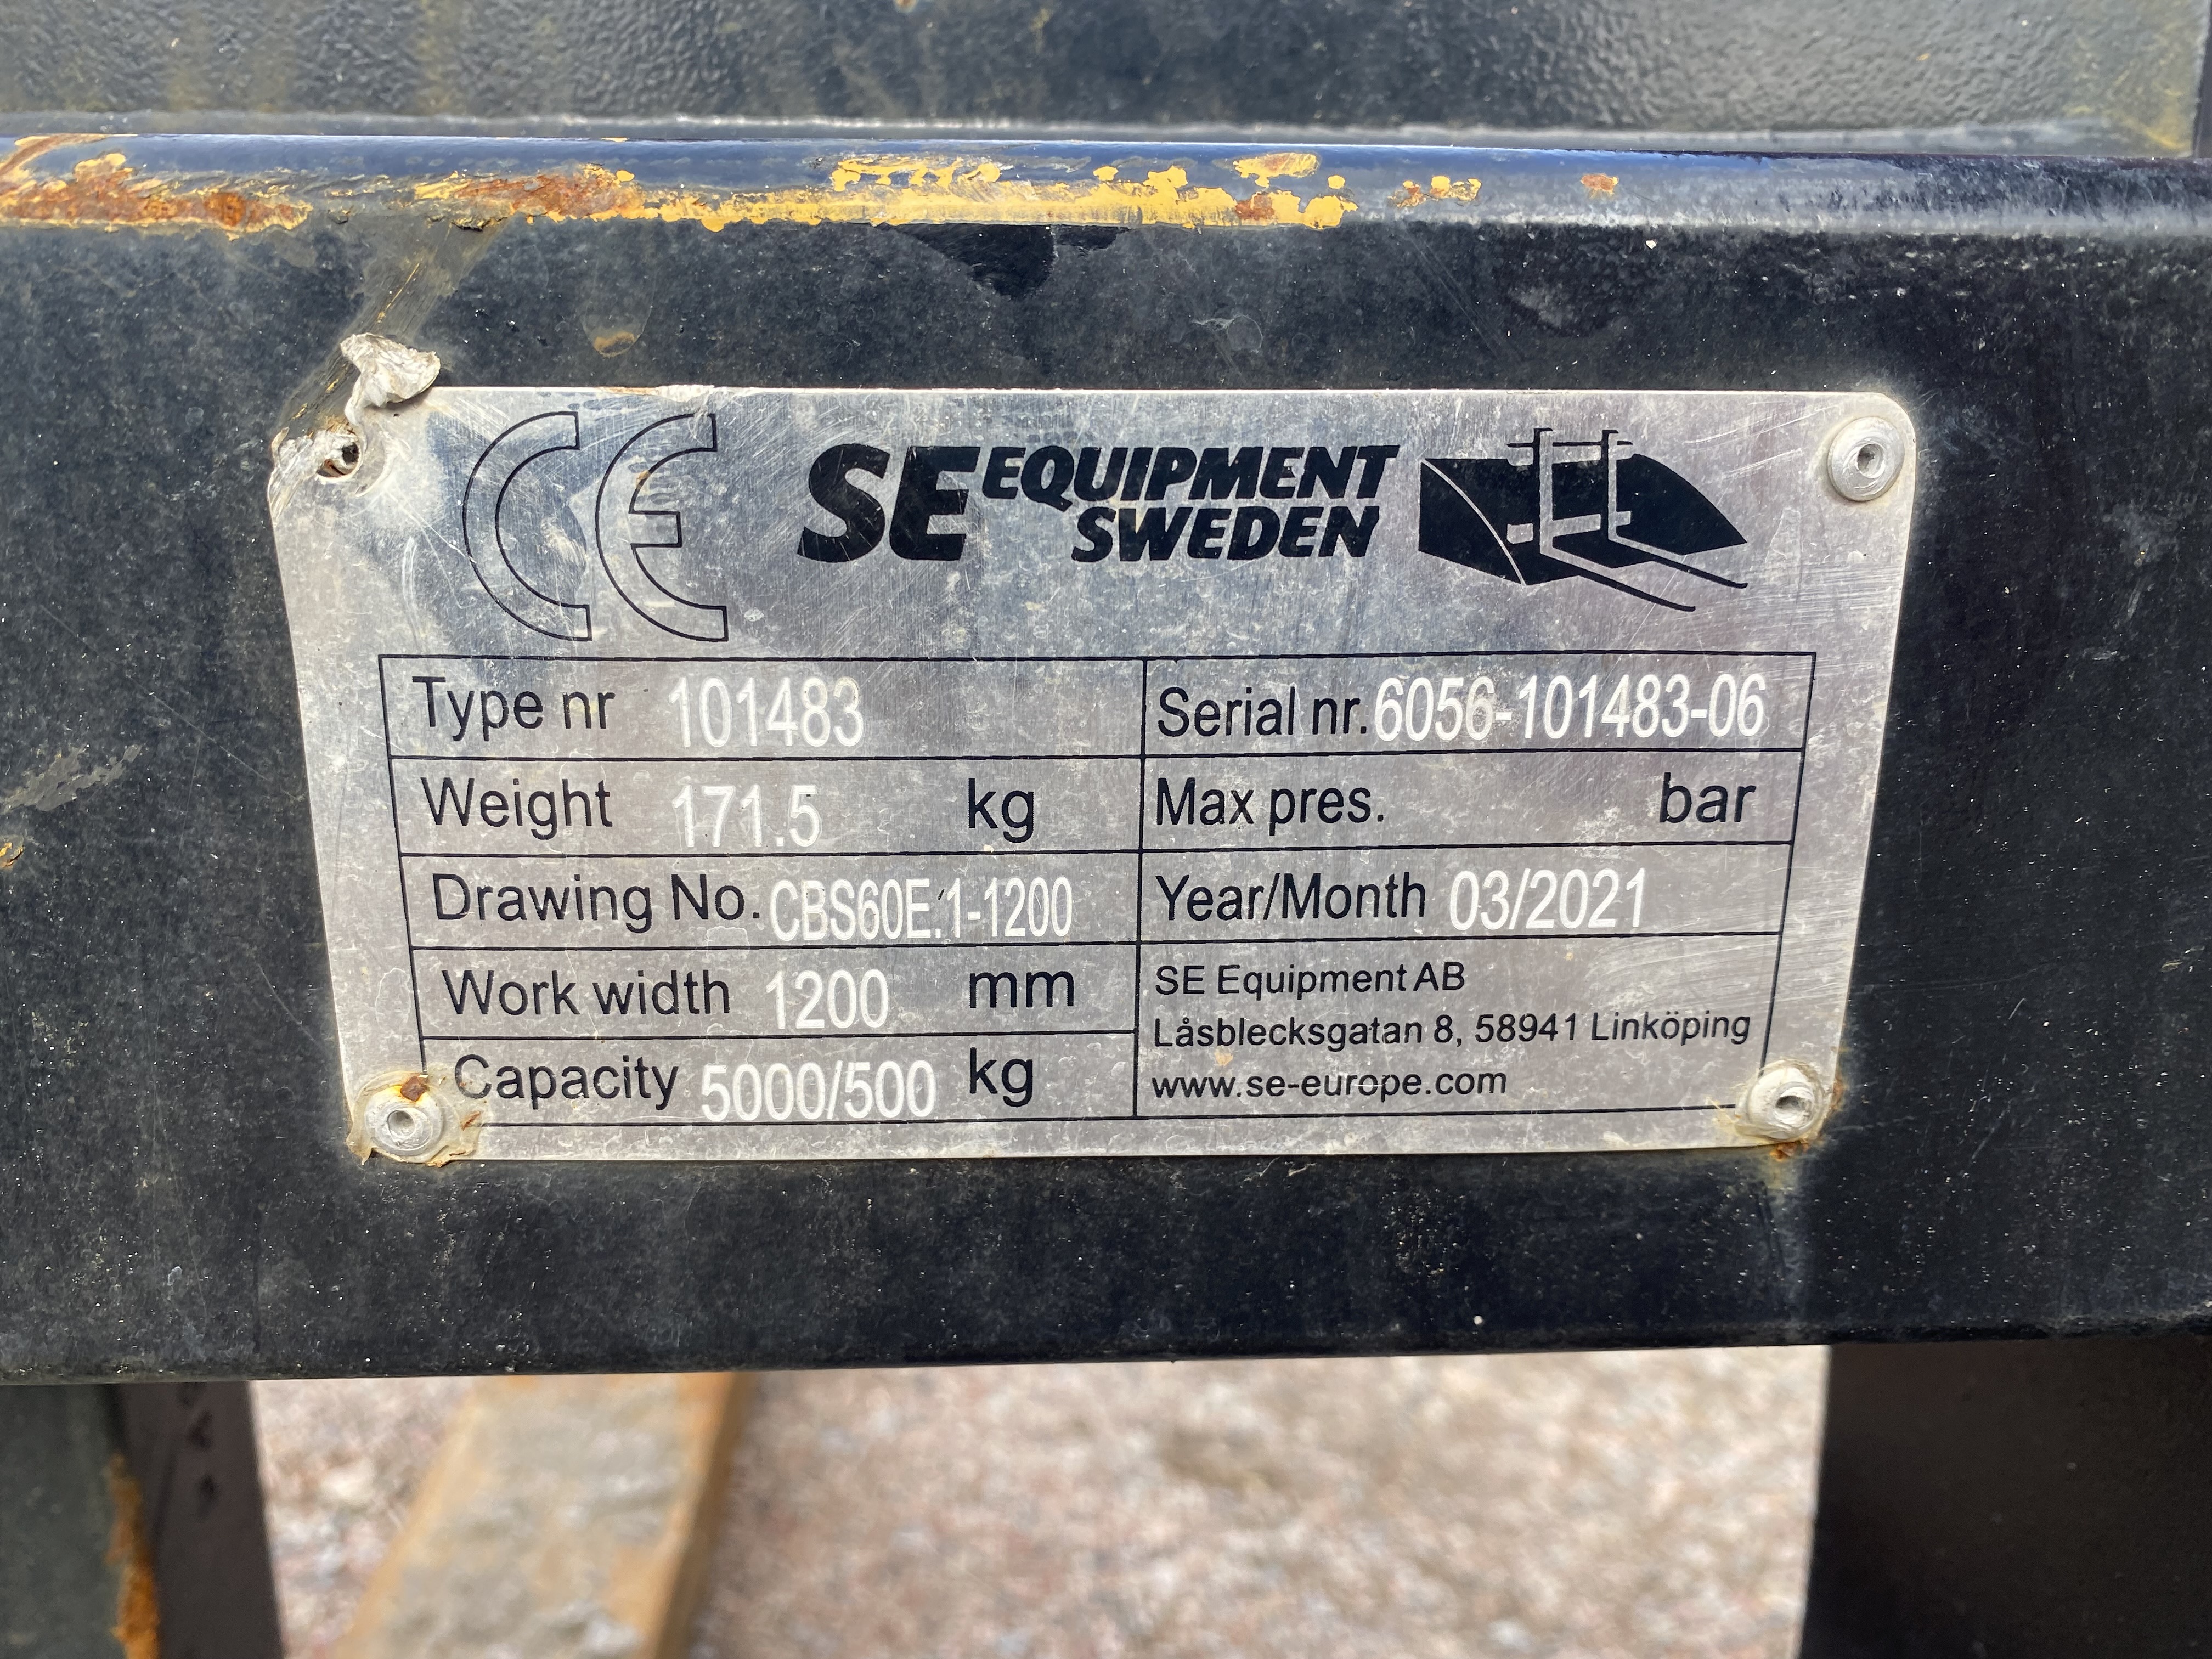 CE SE EQUIPMENT
SWEDEN
Type nr 101483
Weight 171.5 kg
Drawing No. CBS60E.1-1200
Work width 1200 mm
Capacity 5000/500 kg
Serial nr. 6056-101483-06
Max pres. bar
Year/Month 03/2021
SE Equipment AB
Låsblecksgatan 8, 58941 Linköping
www.se-europe.com